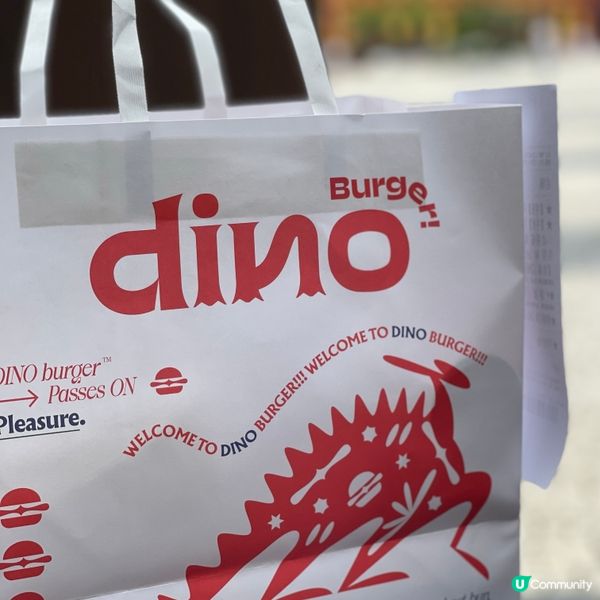 dino
Burger!
WELCOME TO DINO BURGER!!! WELCOME TO DINO BURGER!!!
DINO burger™
→ Passes ON
Pleasure.
U Community